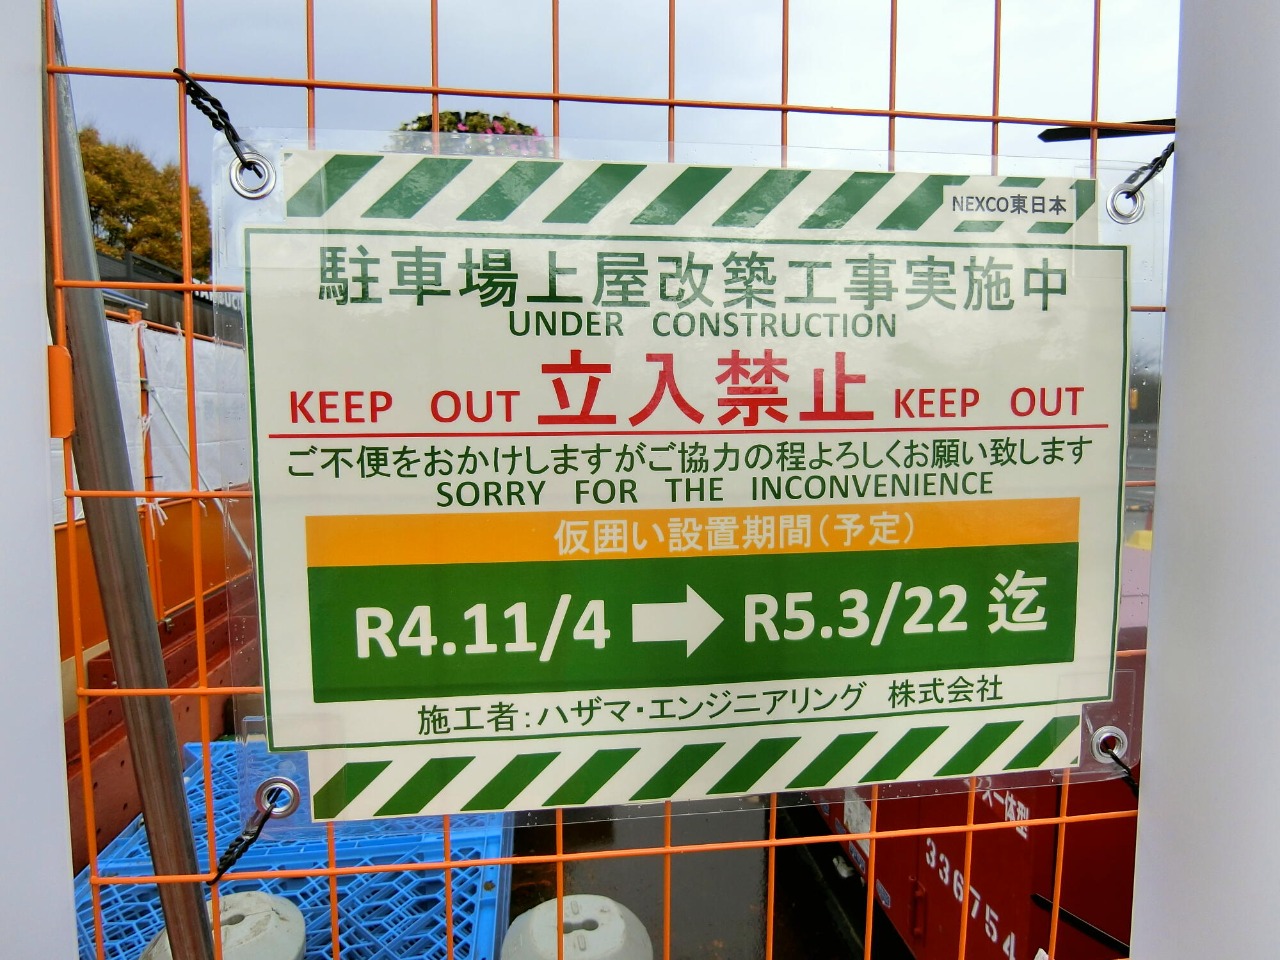 NEXCO東日本
駐車場上屋改築工事実施中
UNDER CONSTRUCTION
KEEP OUT 立入禁止 KEEP OUT
ご不便をおかけしますがご協力の程よろしくお願い致します
SORRY FOR THE INCONVENIENCE
仮囲い設置期間(予定)
R4.11/4 ➡ R5.3/22 迄
施工者:ハザマ・エンジニアリング 株式会社
一体型
336754